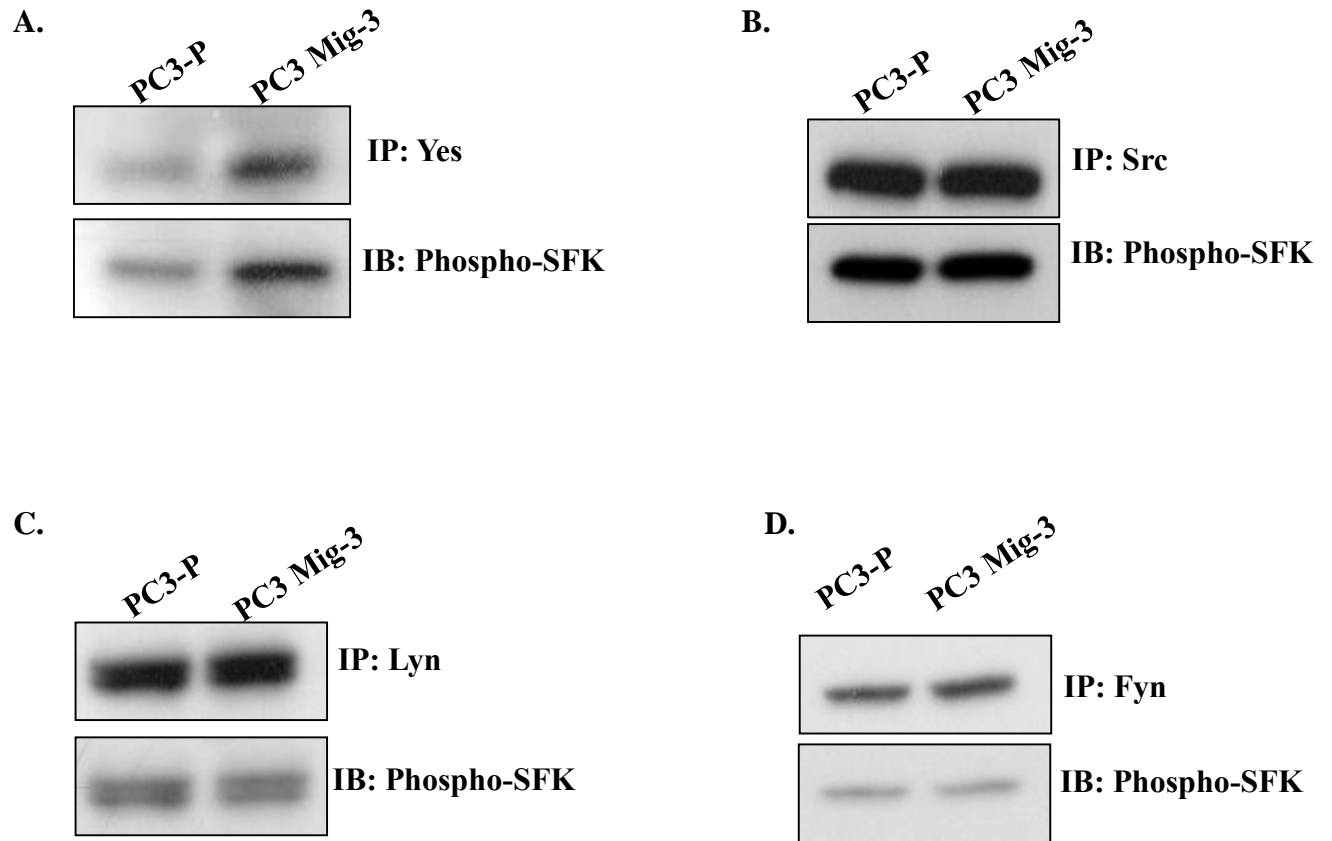 A.
PC3-P
PC3 Mig-3
IP: Yes
IB: Phospho-SFK
B.
PC3-P
PC3 Mig-3
IP: Src
IB: Phospho-SFK
C.
PC3-P
PC3 Mig-3
IP: Lyn
IB: Phospho-SFK
D.
PC3-P
PC3 Mig-3
IP: Fyn
IB: Phospho-SFK